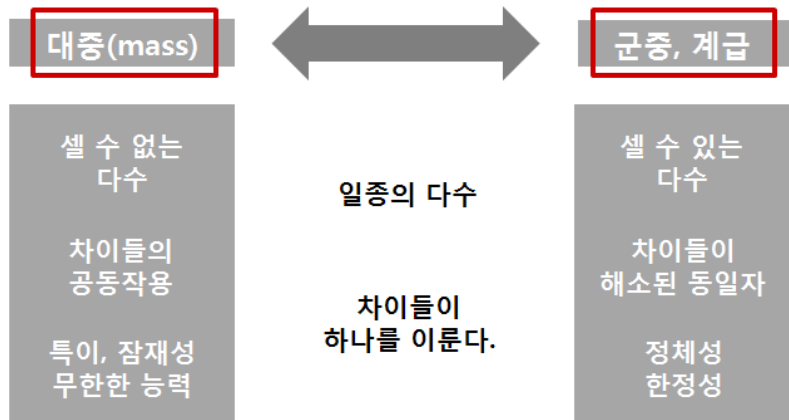 대중(mass)
군중, 계급
셀 수 없는
다수
차이들의
공동작용
특이, 잠재성
무한한 능력
일종의 다수
차이들이
하나를 이룬다.
셀 수 있는
다수
차이들이
해소된 동일자
정체성
한정성